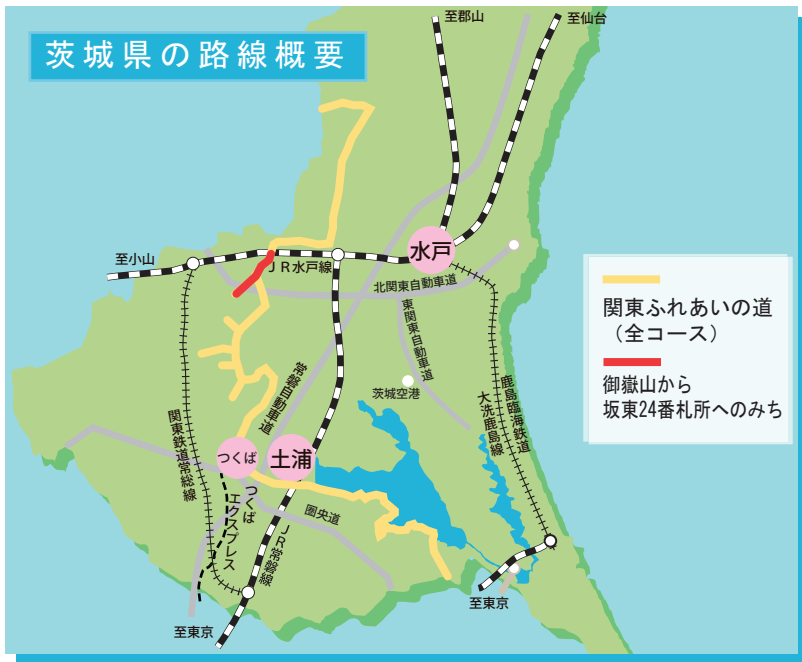 茨城県の路線概要
至郡山
至仙台
水戸
至小山
JR水戸線
北関東自動車道
東関東自動車道
関東ふれあいの道
（全コース）
御嶽山から
坂東24番札所へのみち
常磐自動車道
茨城空港
鹿島臨海鉄道
大洗鹿島線
関東鉄道常総線
つくば
土浦
つくば
エクスプレス
圏央道
JR常磐線
至東京
至東京